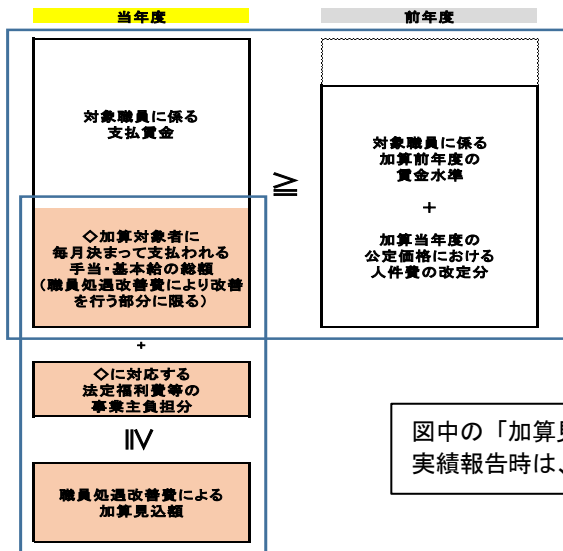 当年度
前年度
対象職員に係る
支払賃金
≧
対象職員に係る
加算前年度の
賃金水準
+
加算当年度の
公定価格における
人件費の改定分
◇加算対象者に
毎月決まって支払われる
手当・基本給の総額
(職員処遇改善費により改善
を行う部分に限る)
+
◇に対応する
法定福利費等の
事業主負担分
≧
職員処遇改善費による
加算見込額
図中の「加算見
実績報告時は、